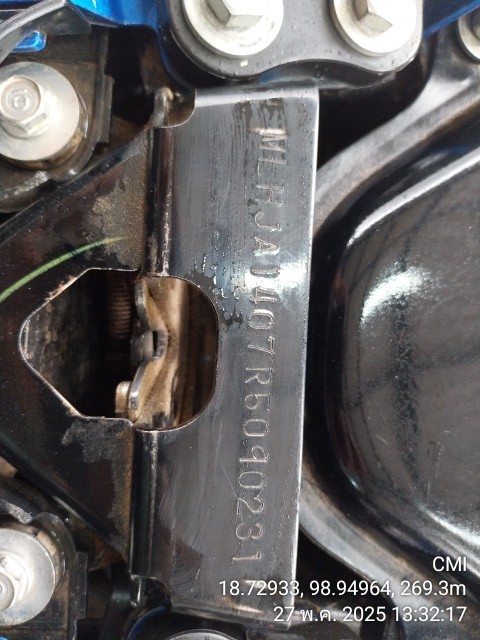 MLHJA0407R5040231
CMI
18.72933, 98.94964, 269.3m
27 พ.ค. 2025 13:32:17